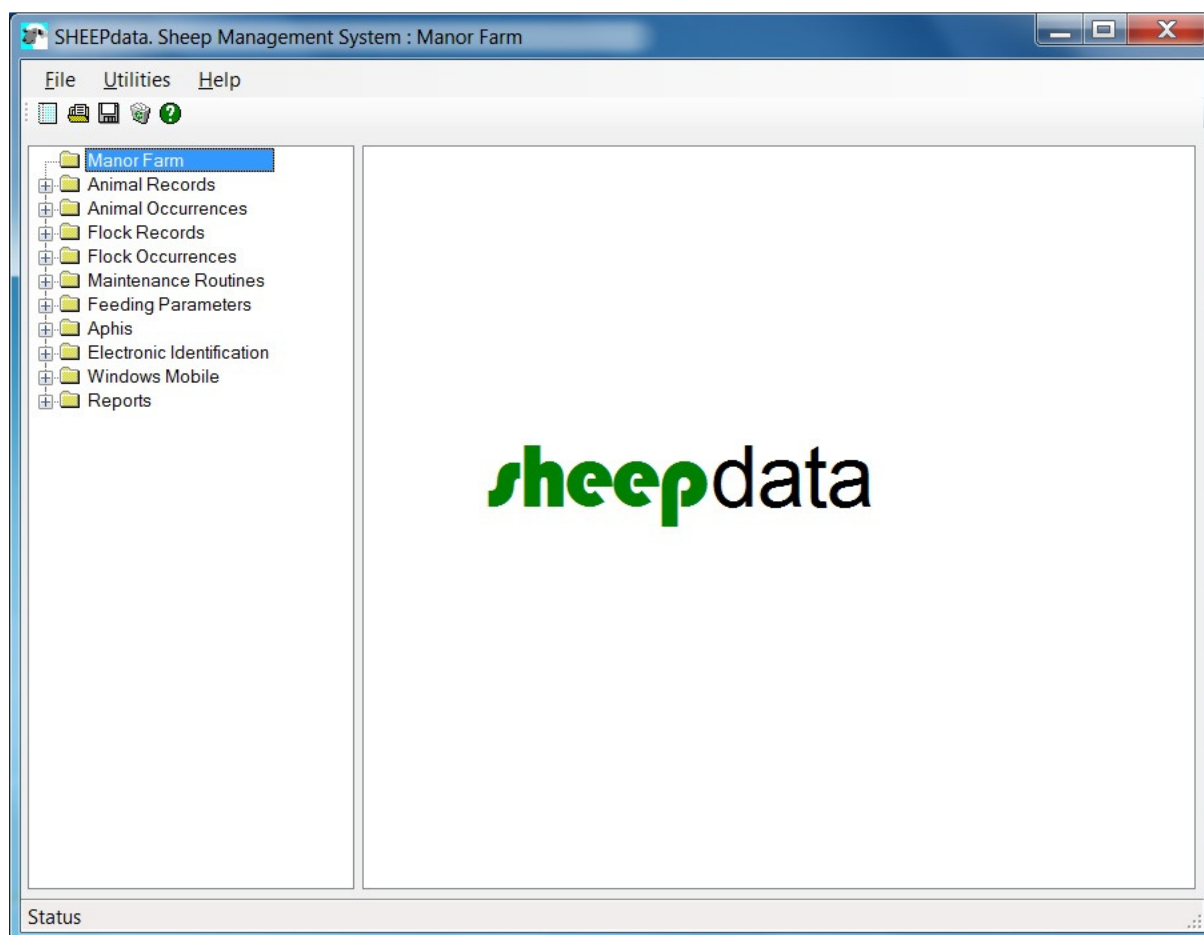 SHEEPdata. Sheep Management System : Manor Farm
File Utilities Help
Manor Farm
Animal Records
Animal Occurrences
Flock Records
Flock Occurrences
Maintenance Routines
Feeding Parameters
Aphis
Electronic Identification
Windows Mobile
Reports
sheepdata
Status